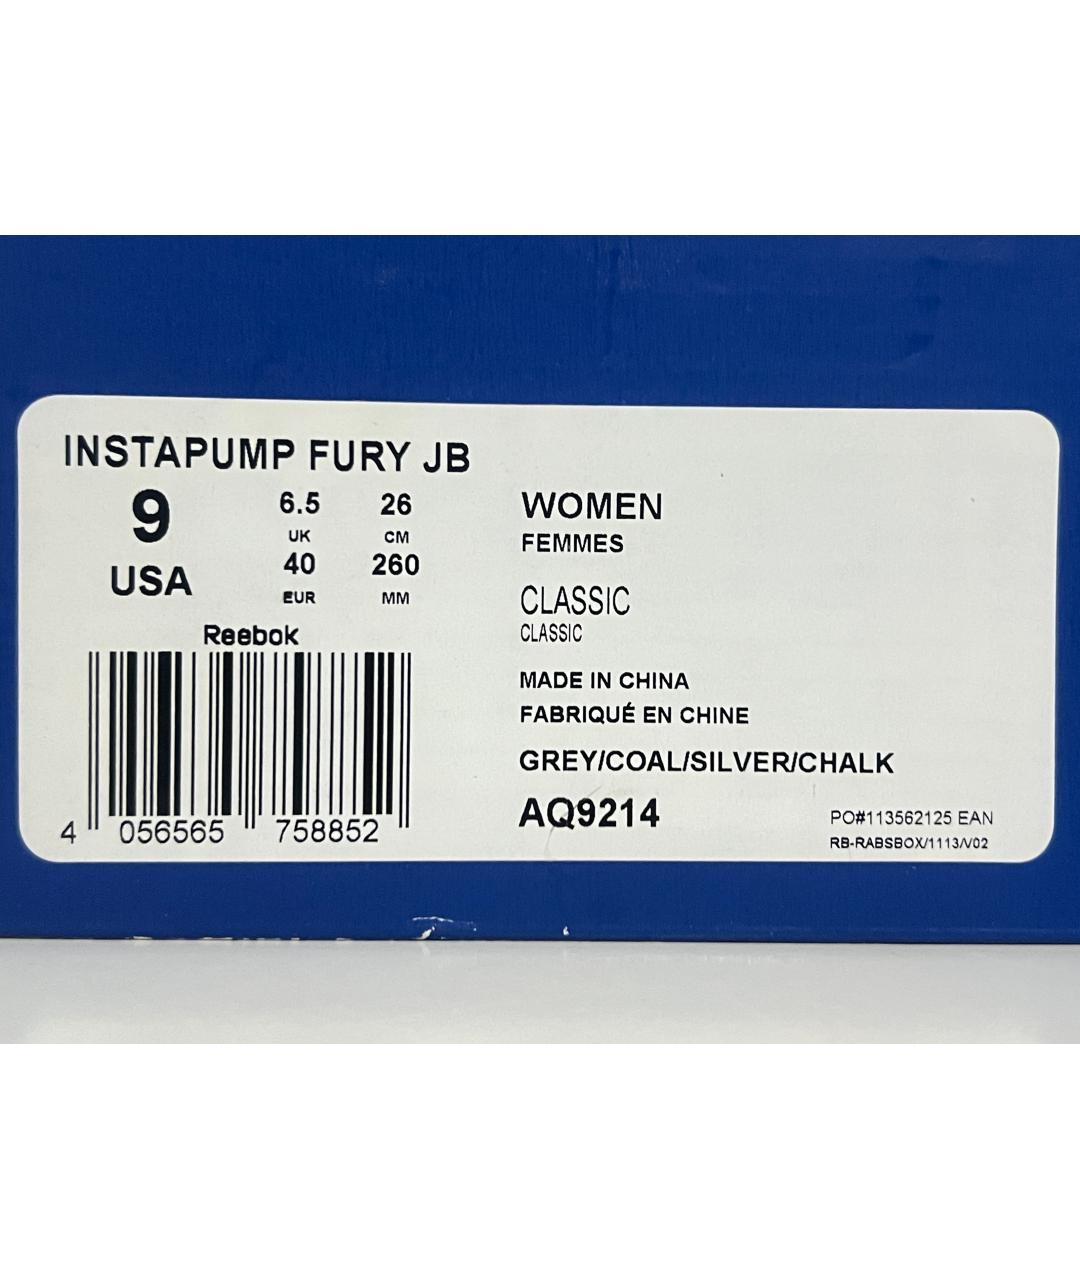 INSTAPUMP FURY JB
9
USA
6.5
UK
40
EUR
26
CM
260
MM
Reebok
4 056565 758852
WOMEN
FEMMES
CLASSIC
CLASSIC
MADE IN CHINA
FABRIQUÉ EN CHINE
GREY/COAL/SILVER/CHALK
AQ9214
PO#113562125 EAN
RB-RABSBOX/1113/V02